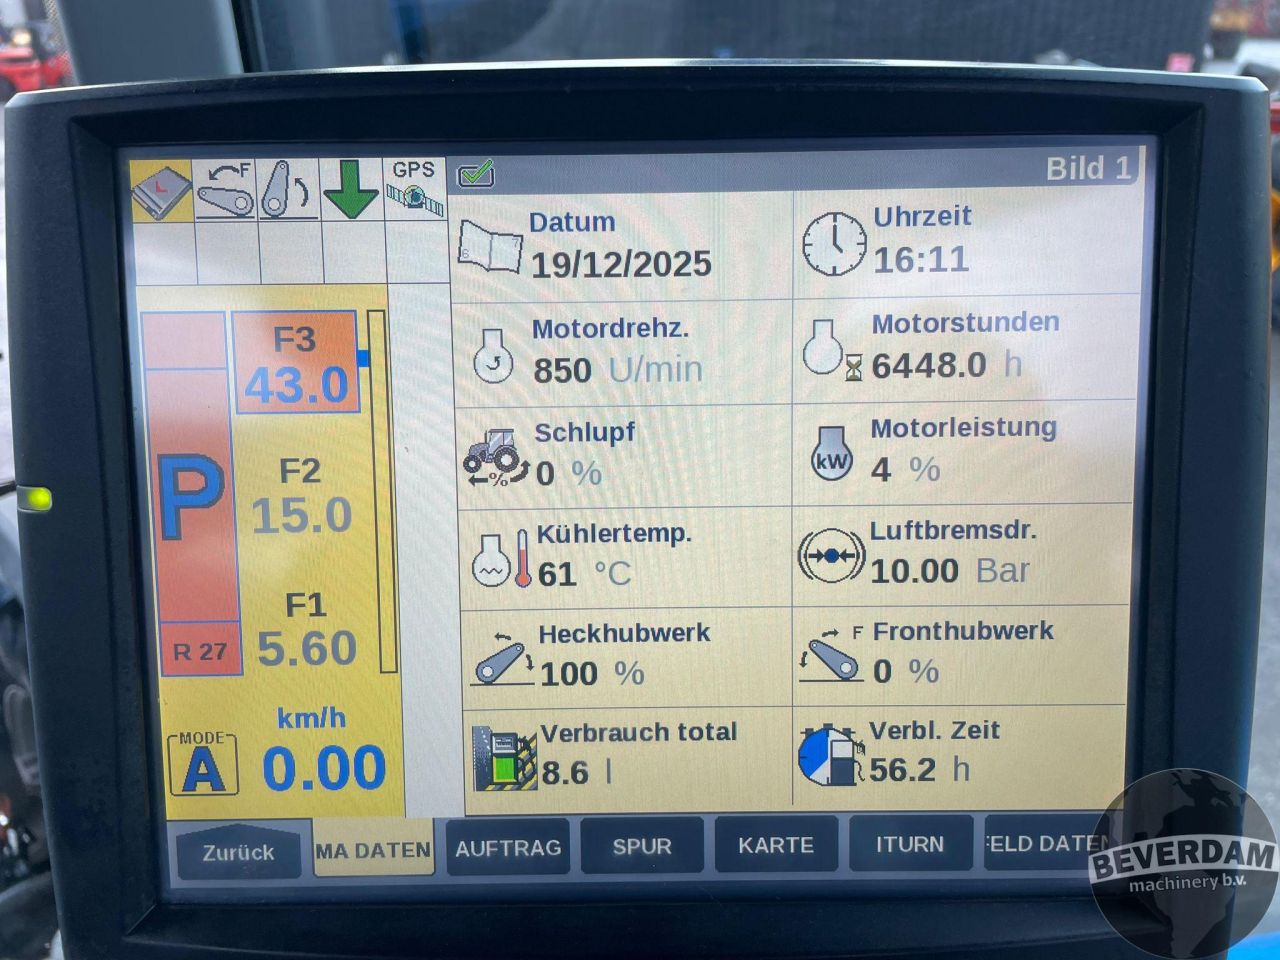 GPS
Bild 1
F
L
Datum
19/12/2025
Uhrzeit
16:11
F3
43.0
Motordrehz.
850 U/min
Motorstunden
6448.0 h
F2
15.0
P
Schlupf
0 %
%
Motorleistung
4 %
kW
Kühlertemp.
61 °C
Luftbremsdr.
10.00 Bar
F1
5.60
R 27
Heckhubwerk
100 %
F
Fronthubwerk
0 %
km/h
0.00
MODE
A
Verbrauch total
8.6 l
Verbl. Zeit
56.2 h
Zurück
MA DATEN
AUFTRAG
SPUR
KARTE
ITURN
ELD DATEN
BEVERDAM
machinery b.v.